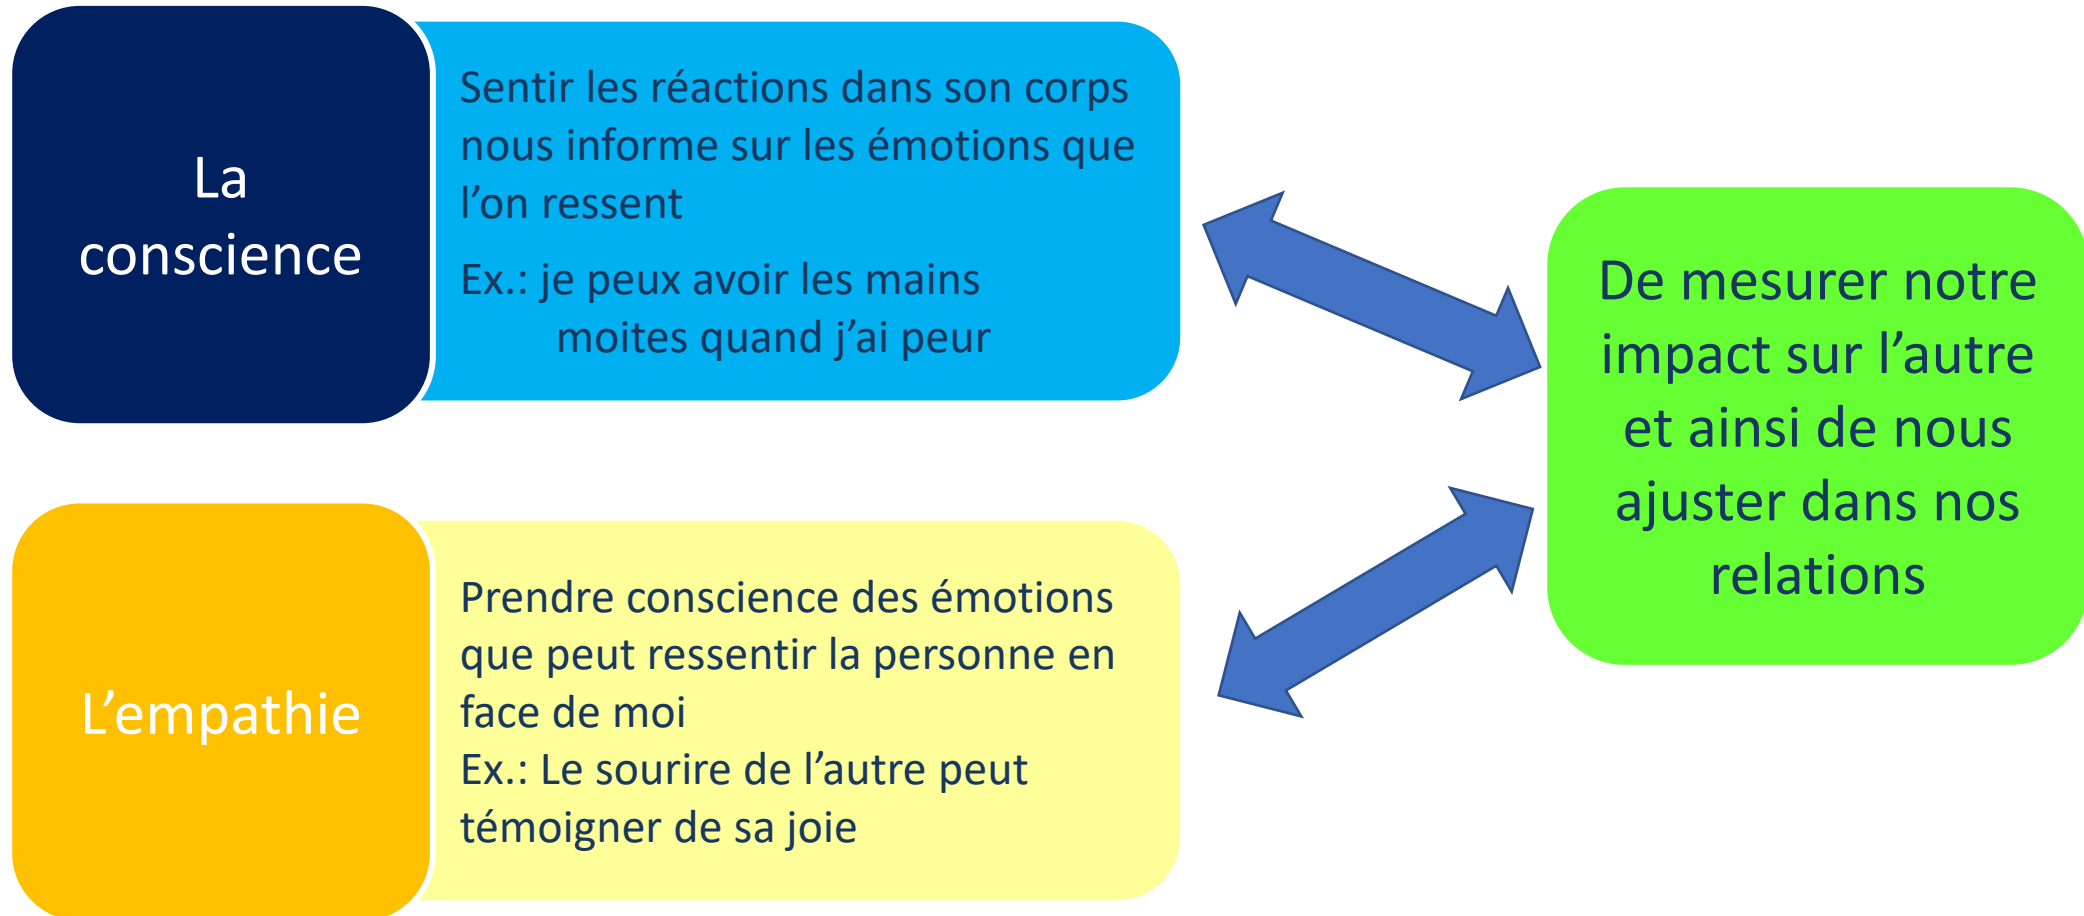 La
conscience
Sentir les réactions dans son corps
nous informe sur les émotions que
l’on ressent
Ex.: je peux avoir les mains
moites quand j’ai peur
L’empathie
Prendre conscience des émotions
que peut ressentir la personne en
face de moi
Ex.: Le sourire de l’autre peut
témoigner de sa joie
De mesurer notre
impact sur l’autre
et ainsi de nous
ajuster dans nos
relations